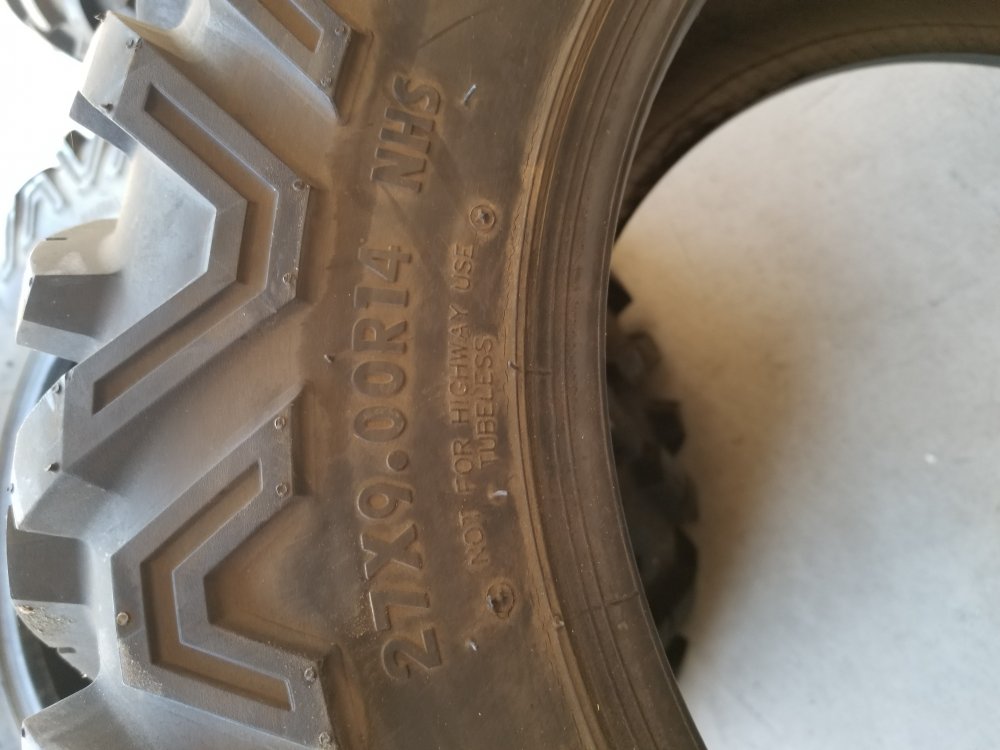 27X9.00R14 NHS
NOT FOR HIGHWAY USE
TUBELESS